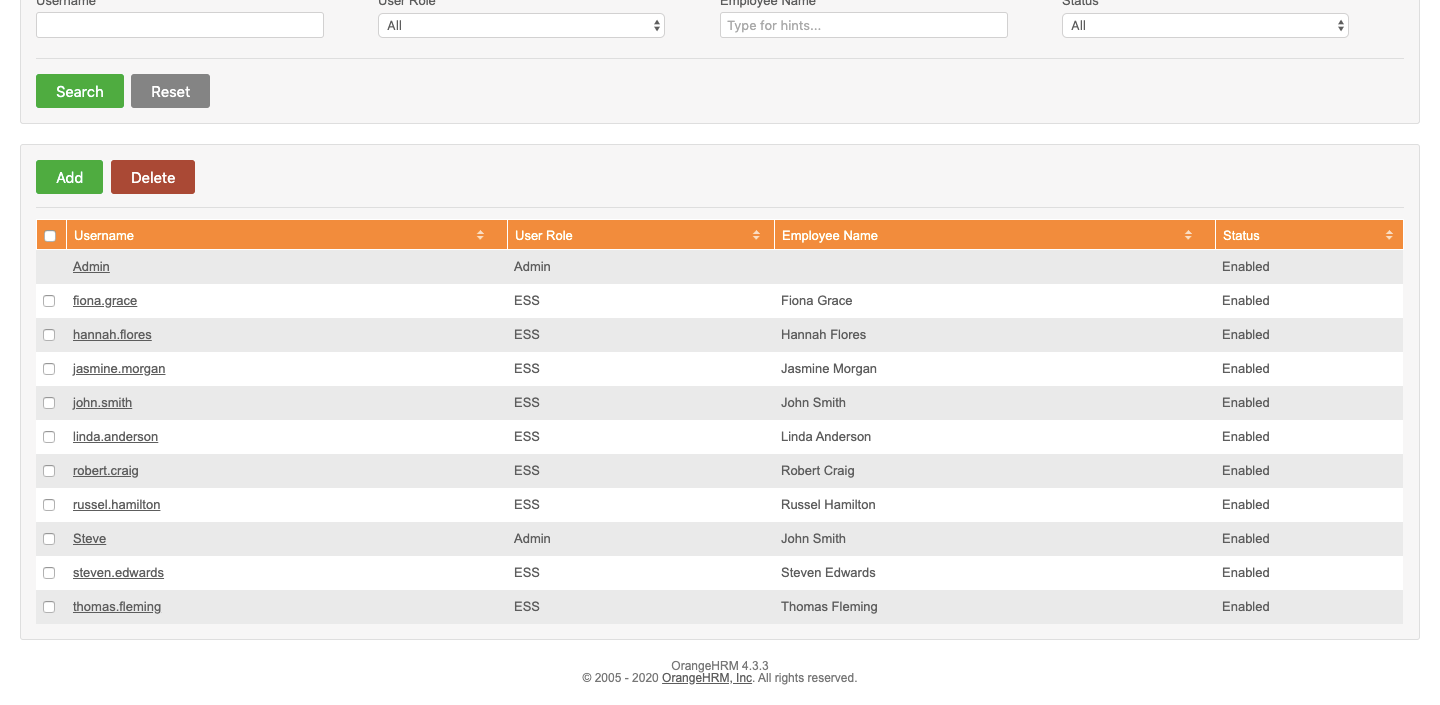 Username User Role Employee Name Status
All Type for hints... All
Search Reset
Add Delete
Username User Role Employee Name Status
Admin Admin Enabled
fiona.grace ESS Fiona Grace Enabled
hannah.flores ESS Hannah Flores Enabled
jasmine.morgan ESS Jasmine Morgan Enabled
john.smith ESS John Smith Enabled
linda.anderson ESS Linda Anderson Enabled
robert.craig ESS Robert Craig Enabled
russel.hamilton ESS Russel Hamilton Enabled
Steve Admin John Smith Enabled
steven.edwards ESS Steven Edwards Enabled
thomas.fleming ESS Thomas Fleming Enabled
OrangeHRM 4.3.3
© 2005 - 2020 OrangeHRM, Inc. All rights reserved.